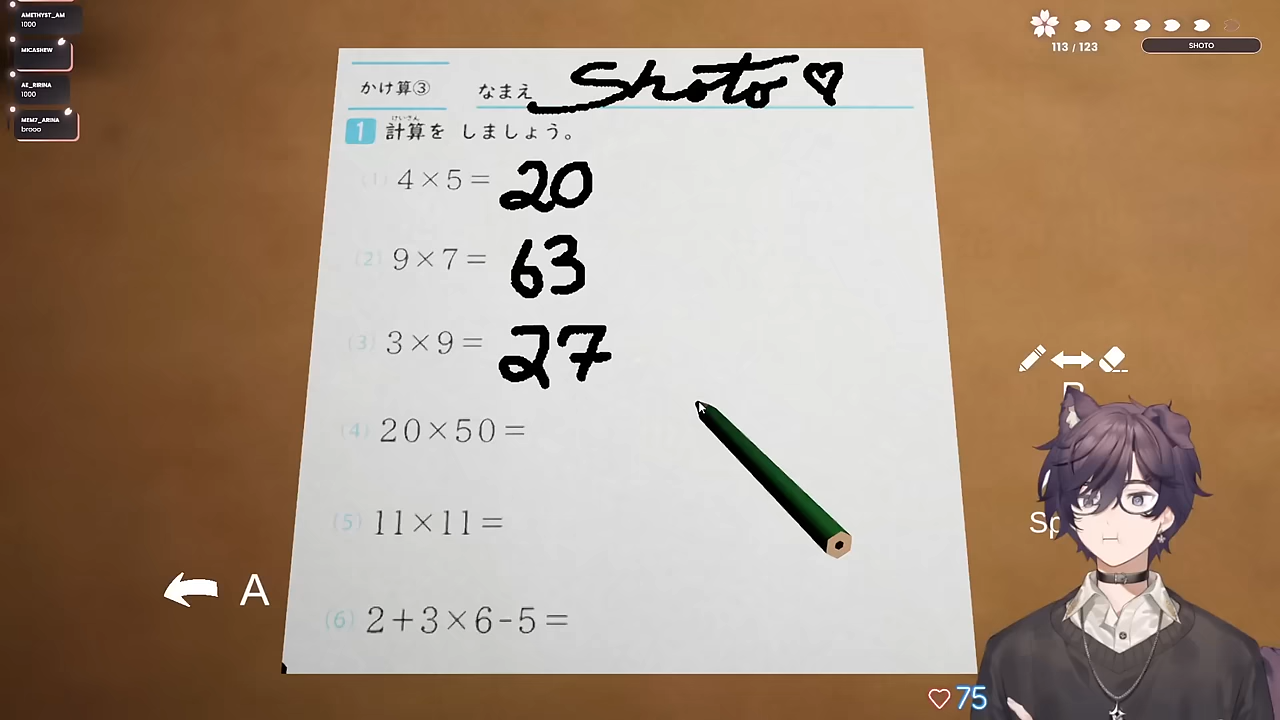 AMETHYST_AM
1000
MICASHEW
AE_RIRINA
1000
MEM7_ARINA
brooo
113 / 123
SHOTO
かけ算③
なまえ Shoto
けいさん
1 計算を しましょう。
(1) 4×5= 20
(2) 9×7= 63
(3) 3×9= 27
(4) 20×50=
(5) 11×11=
(6) 2+3×6-5=
A
Sp
75